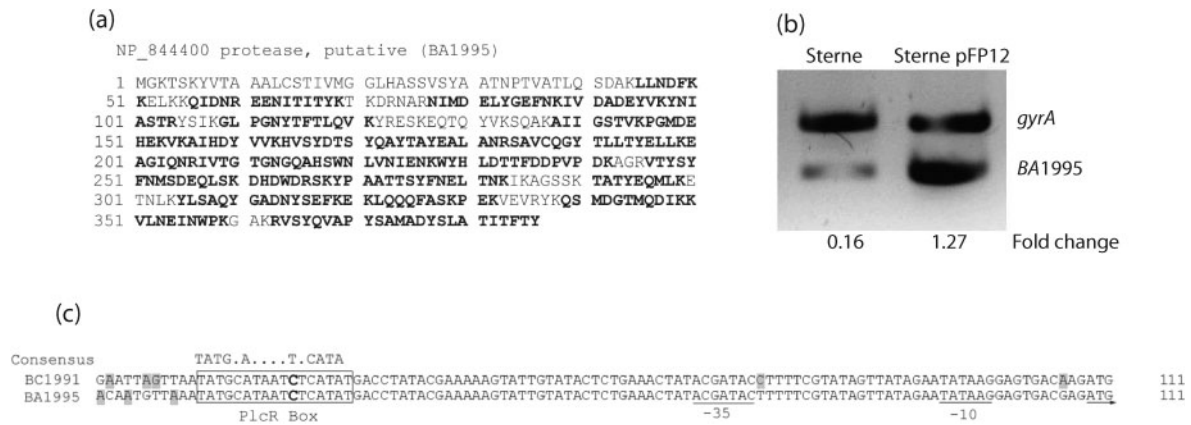 (a)
NP_844400 protease, putative (BA1995)
1 MGKTSKYVTA AALCSTIVMG GLHASSVSYA ATNPTVATLQ SDAKLLNDFK
51 KELKKQIDNR EENITITYKT KDRNARNIMD ELYGEFNKIV DADEYVKYNI
101 ASTRYSIKGL PGNYTFTLQV KYRESKEQTQ YVKSQAKAII GSTVKPGMDE
151 HEKVKAIHDY VVKHVSYDTS YQAYTAYEAL ANRSAVCQGY TLLTYELLKE
201 AGIQNRIVTG TGNGQAHSWN LVNIENKWYH LDTTFDDPVP DKAGRVTYSY
251 FNMSDEQLSK DHDWDRSKYP AATTSYFNEL TNKIKAGSSK TATYEQMLKE
301 TNLKYLSAQY GADNYSEFKE KLQQQFASKP EKVEVRYKQS MDGTMQDIKK
351 VLNEINWPKG AKRVSYQVAP YSAMADYSLA TITFTY
(b)
Sterne Sterne pFP12
gyrA
BA1995
0.16 1.27 Fold change
(c)
Consensus TATG.A....T.CATA
BC1991 GAATTAGTTAATATGCATAATCTCATATGACCTATACGAAAAAGTATTGTATACTCTGAAACTATACGATACCTTTTCGTATAGTTATAGAATATAAGGAGTGACAAGATG 111
BA1995 ACAATGTTAAATATGCATAATCTCATATGACCTATACGAAAAAGTATTGTATACTCTGAAACTATACGATACTTTTTCGTATAGTTATAGAATATAAGGAGTGACGAGATG 111
PlcR Box -35 -10